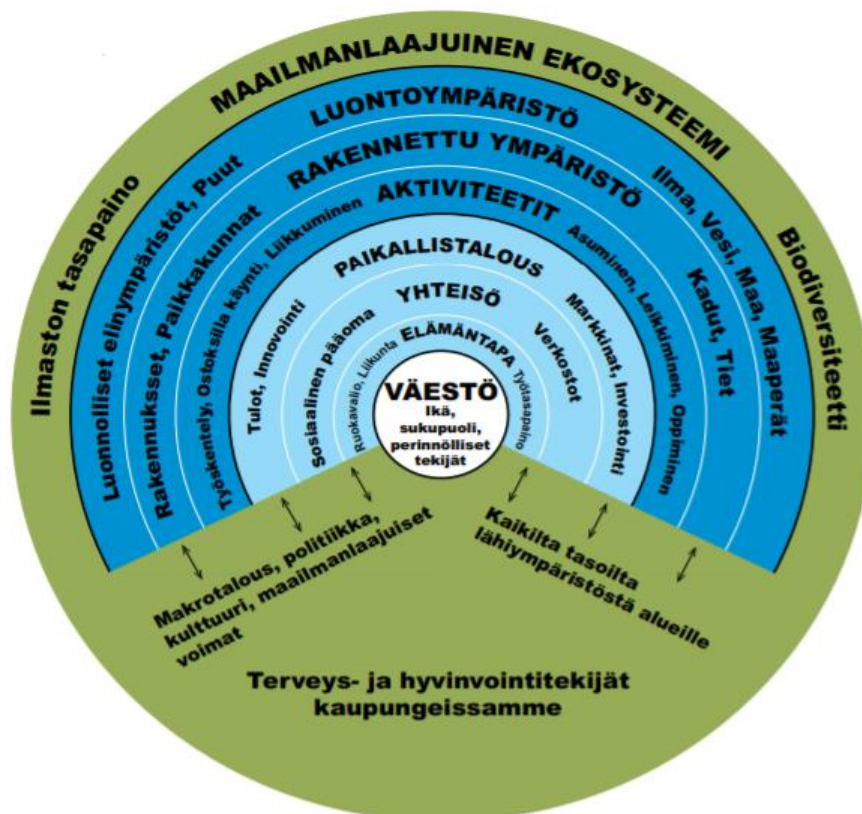 MAAILMANLAAJUINEN EKOSYSTEEMI
Ilmaston tasapaino
Biodiversiteetti
LUONTOYMPÄRISTÖ
Luonnolliset elinympäristöt, Puut
Ilma, Vesi, Maa, Maaperät
RAKENNETTU YMPÄRISTÖ
Rakennuksset, Paikkakunnat
Kadut, Tiet
AKTIVITEETIT
Työskentely, Ostoksilla käynti, Liikkuminen
Asuminen, Leikkiminen, Oppiminen
PAIKALLISTALOUS
Tulot, Innovointi
Markkinat, Investointi
YHTEISÖ
Sosiaalinen pääoma
Verkostot
ELÄMÄNTAPA
Ruokavalio, Liikunta
Työtasapaino
VÄESTÖ
Ikä,
sukupuoli,
perinnölliset
tekijät
Makrotalous, politiikka,
kulttuuri, maailmanlaajuiset
voimat
Kaikilta tasoilta
lähiympäristöstä alueille
Terveys- ja hyvinvointitekijät
kaupungeissamme